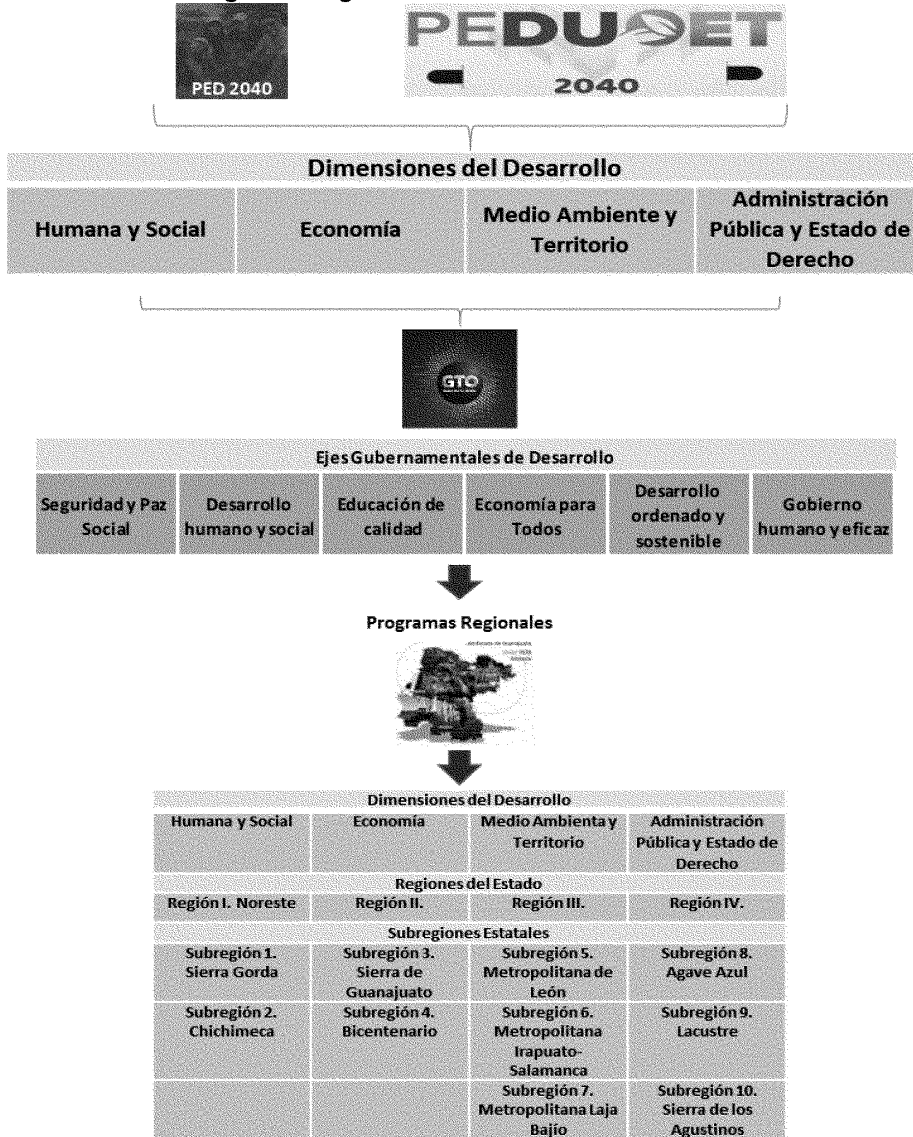 PED 2040
PEDUOET
2040
Dimensiones del Desarrollo
Humana y Social
Economía
Medio Ambiente y
Territorio
Administración
Pública y Estado de
Derecho
GTO
Ejes Gubernamentales de Desarrollo
Seguridad y Paz
Social
Desarrollo
humano y social
Educación de
calidad
Economía para
Todos
Desarrollo
ordenado y
sostenible
Gobierno
humano y eficaz
Programas Regionales
Dimensiones del Desarrollo
Humana y Social
Economía
Medio Ambienta y
Territorio
Administración
Pública y Estado de
Derecho
Regiones del Estado
Región I. Noreste
Región II.
Región III.
Región IV.
Subregiones Estatales
Subregión 1.
Sierra Gorda
Subregión 3.
Sierra de
Guanajuato
Subregión 5.
Metropolitana de
León
Subregión 8.
Agave Azul
Subregión 2.
Chichimeca
Subregión 4.
Bicentenario
Subregión 6.
Metropolitana
Irapuato-
Salamanca
Subregión 9.
Lacustre
Subregión 7.
Metropolitana Laja
Bajío
Subregión 10.
Sierra de los
Agustinos